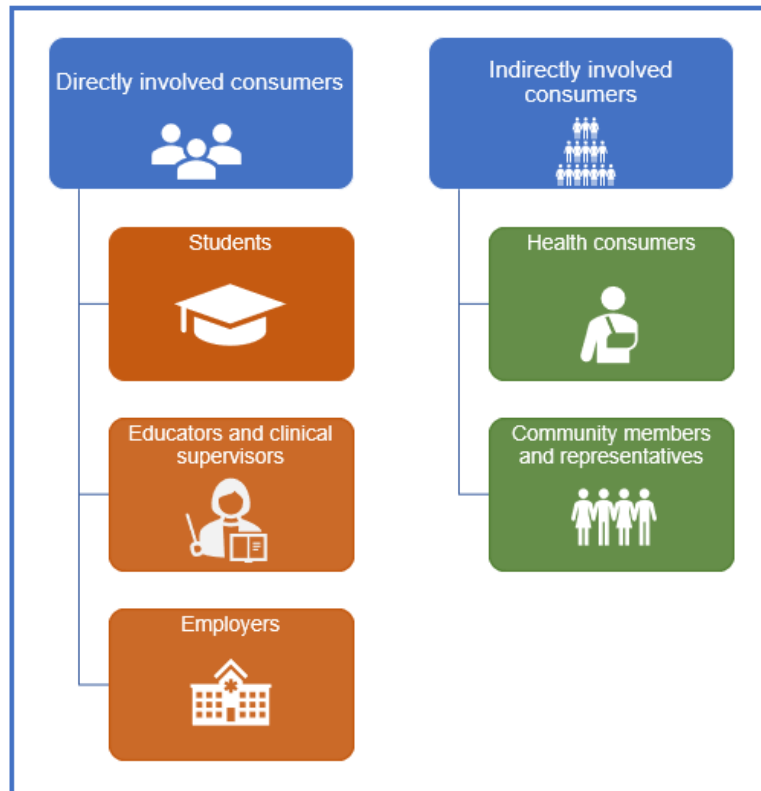 Directly involved consumers
Students
Educators and clinical
supervisors
Employers
Indirectly involved
consumers
Health consumers
Community members
and representatives